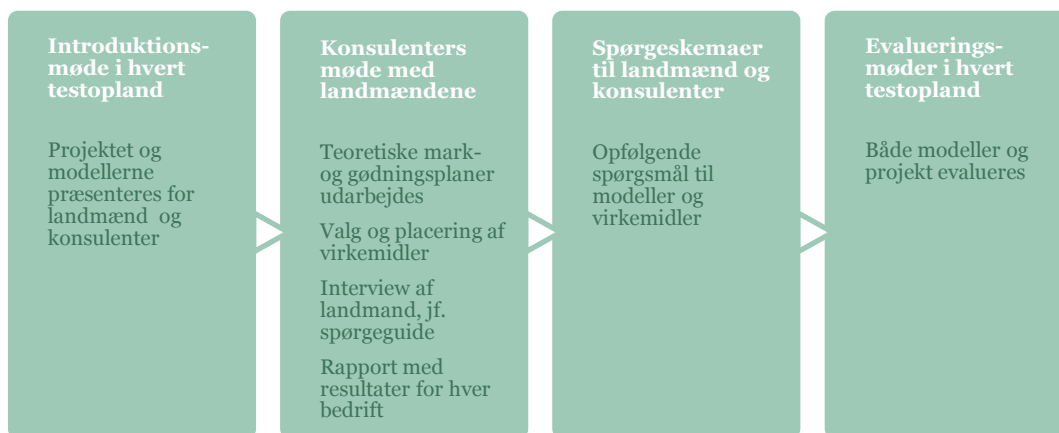 Introduktions-
møde i hvert
testopland
Projektet og
modellerne
præsenteres for
landmænd og
konsulenter
Konsulenters
møde med
landmændene
Teoretiske mark-
og gødningsplaner
udarbejdes
Valg og placering af
virkemidler
Interview af
landmand, jf.
spørgeguide
Rapport med
resultater for hver
bedrift
Spørgeskemaer
til landmænd og
konsulenter
Opfølgende
spørgsmål til
modeller og
virkemidler
Evaluerings-
møder i hvert
testopland
Både modeller og
projekt evalueres